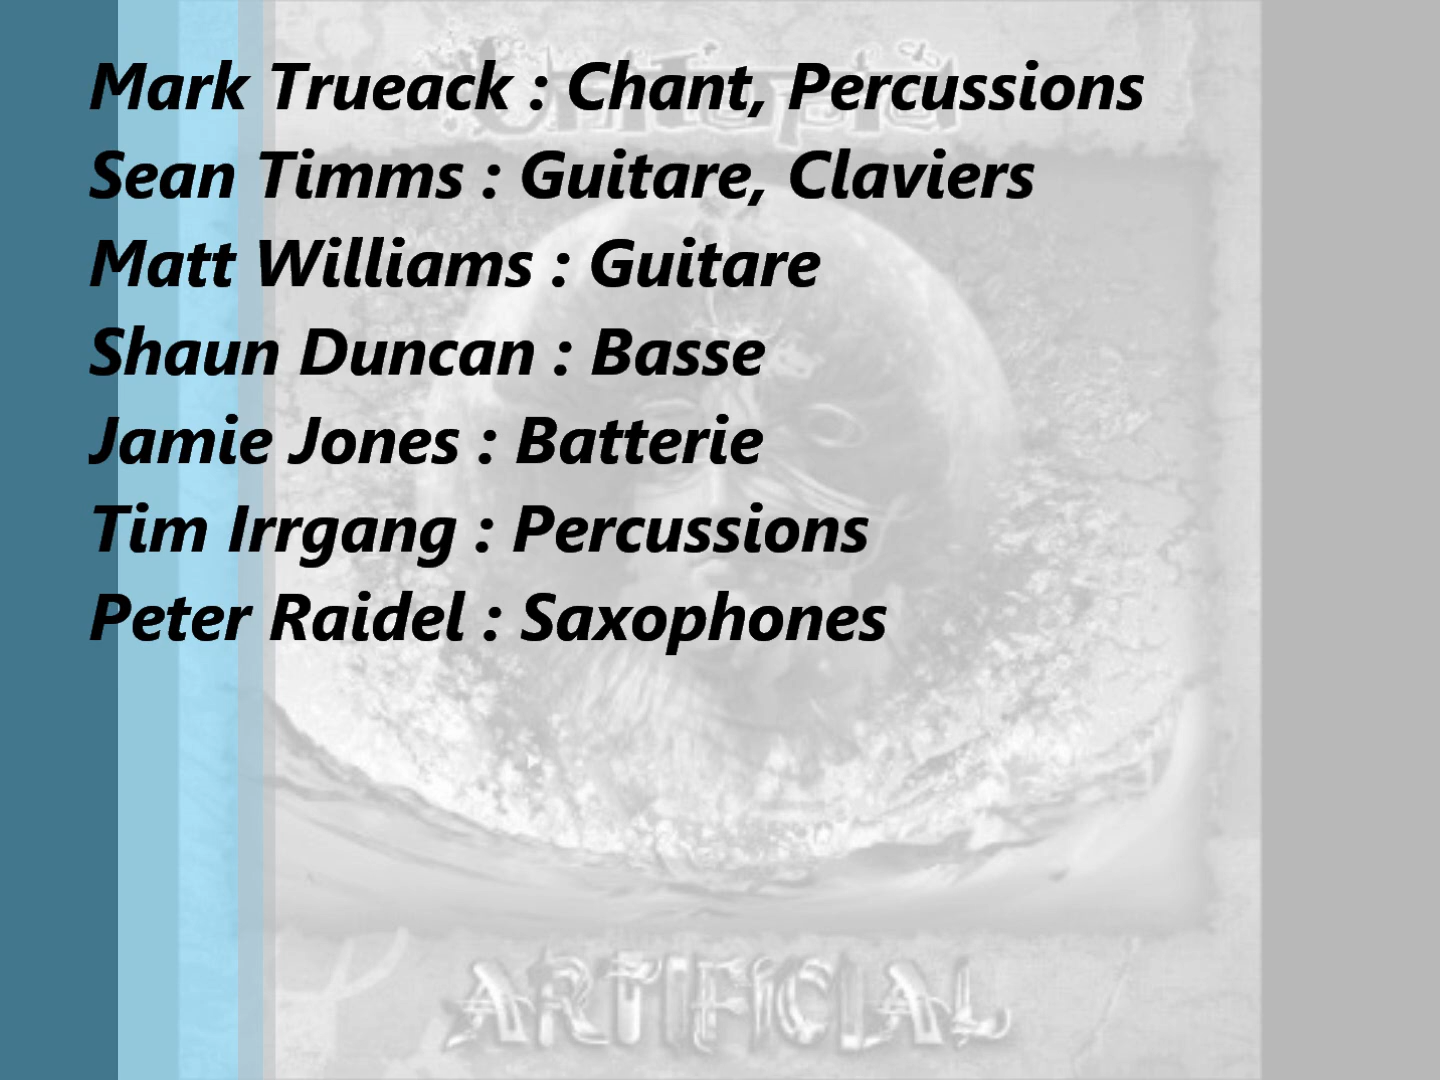 unitopia
Mark Trueack : Chant, Percussions
Sean Timms : Guitare, Claviers
Matt Williams : Guitare
Shaun Duncan : Basse
Jamie Jones : Batterie
Tim Irrgang : Percussions
Peter Raidel : Saxophones
ARTIFICIAL